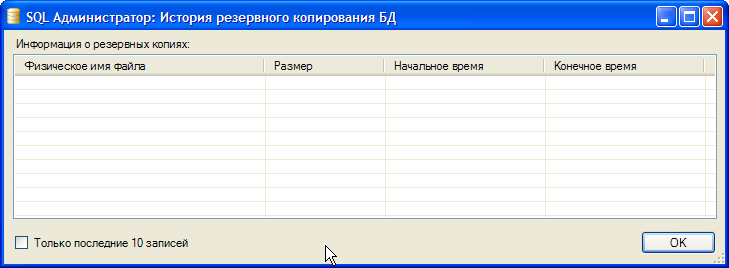 SQL Администратор: История резервного копирования БД
Информация о резервных копиях:
Физическое имя файла Размер Начальное время Конечное время
Только последние 10 записей OK